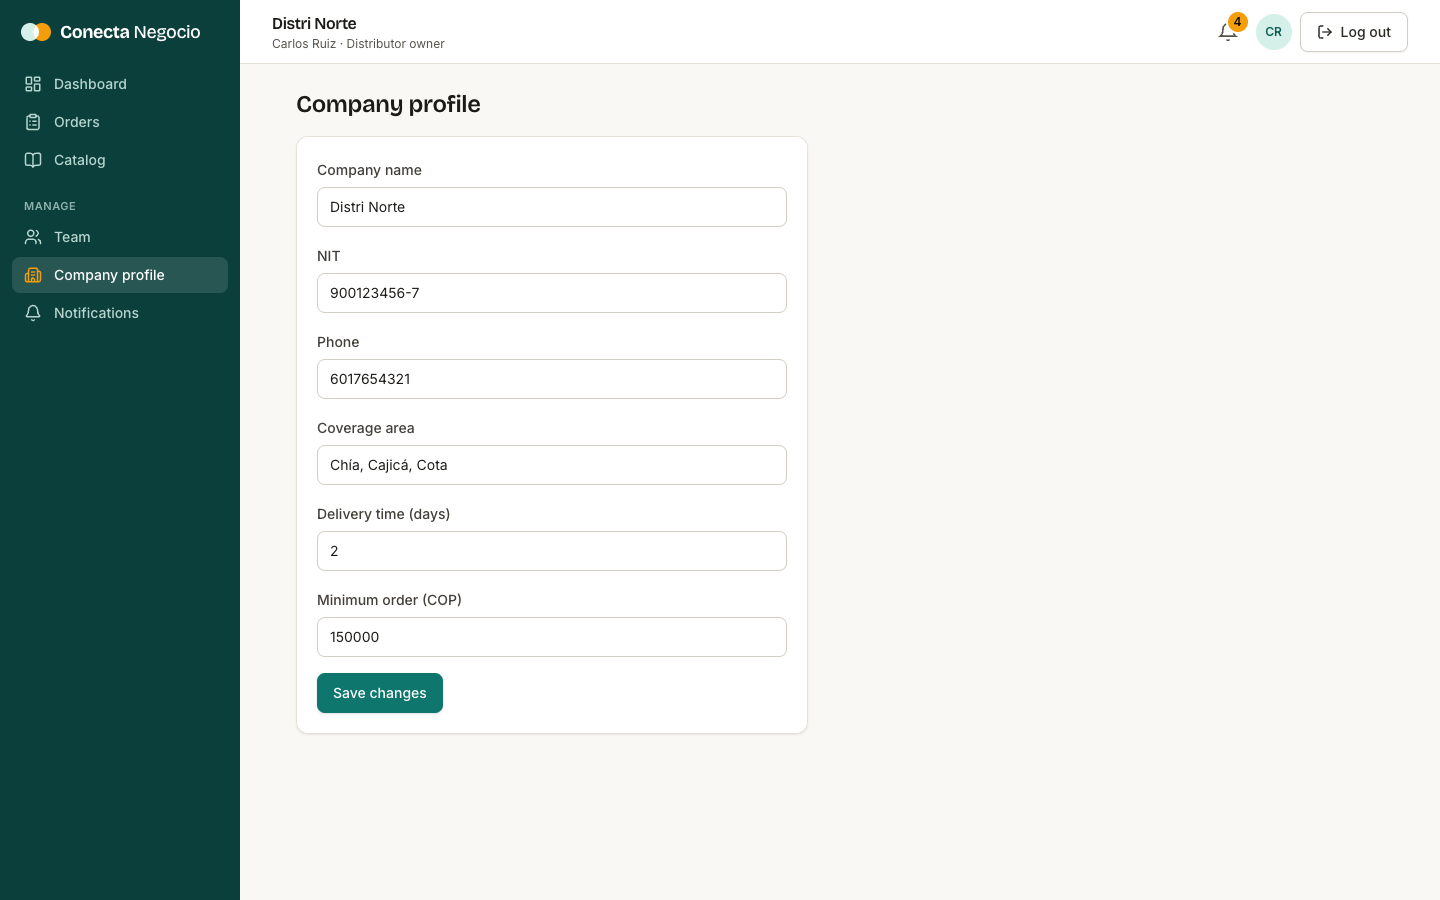 Conecta Negocio
Dashboard
Orders
Catalog
MANAGE
Team
Company profile
Notifications
Distri Norte
Carlos Ruiz · Distributor owner
4
CR
Log out
Company profile
Company name
Distri Norte
NIT
900123456-7
Phone
6017654321
Coverage area
Chía, Cajicá, Cota
Delivery time (days)
2
Minimum order (COP)
150000
Save changes